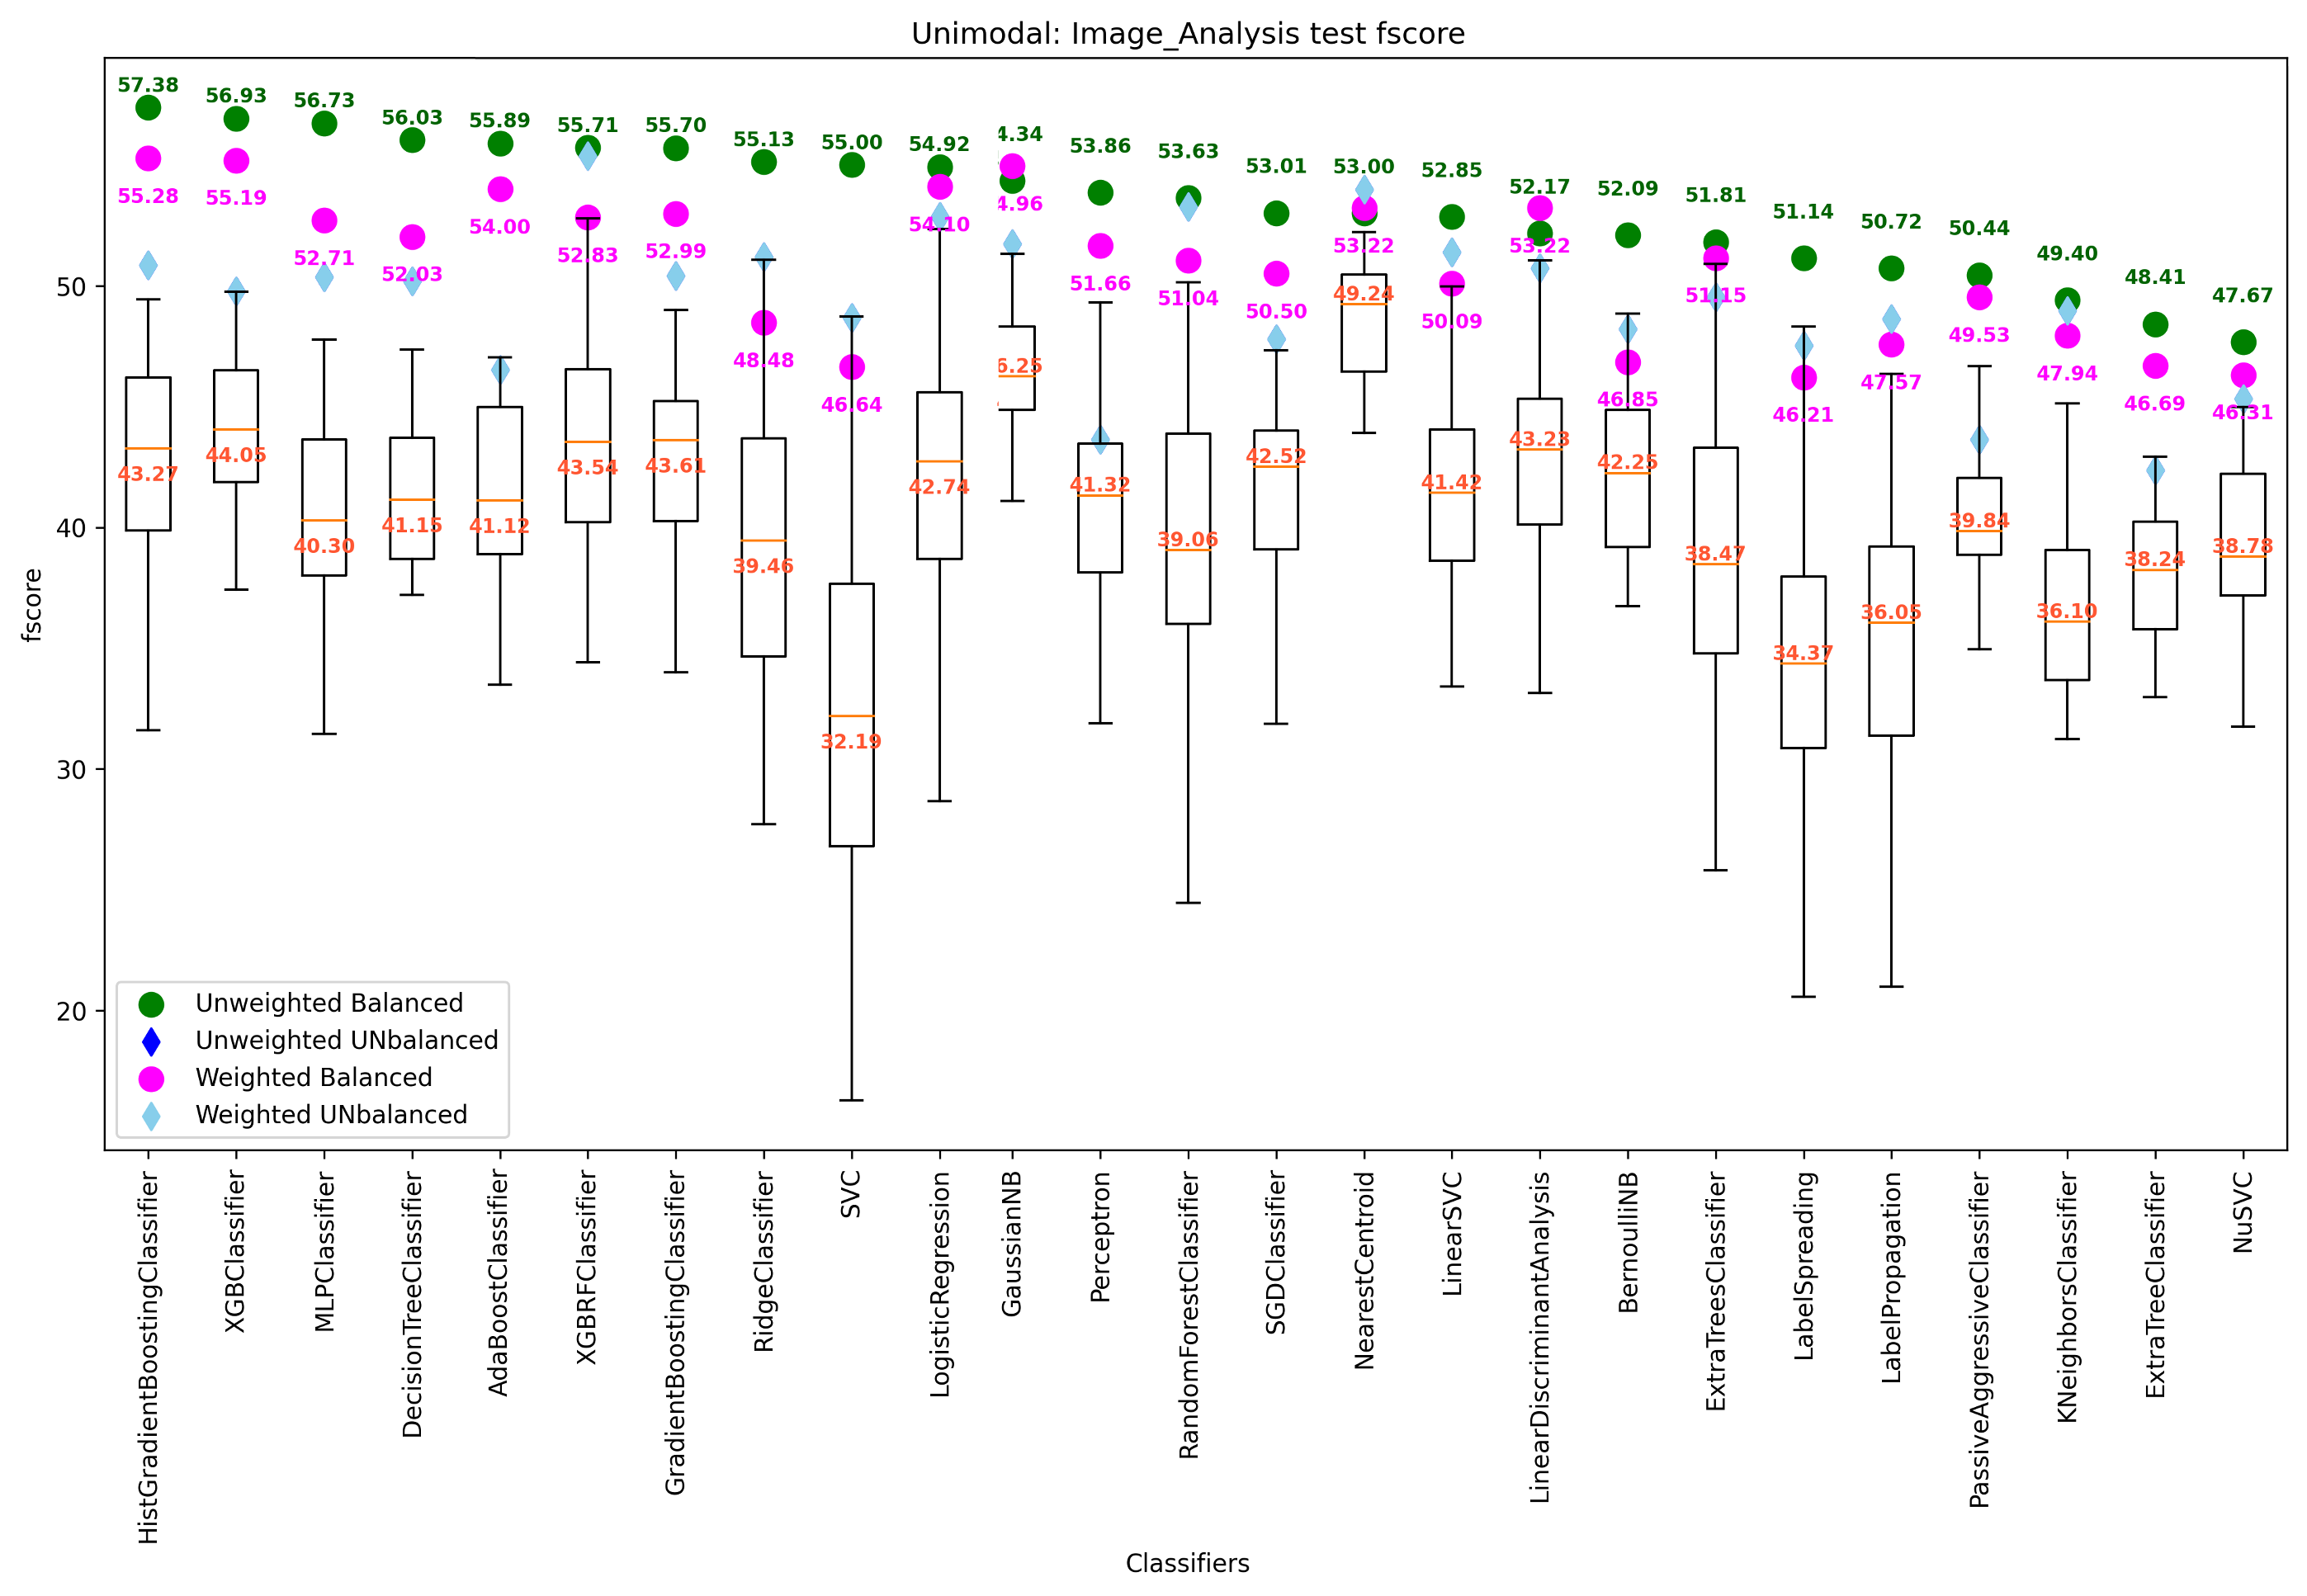 Unimodal: Image_Analysis test fscore
57.38 56.93 56.73 56.03 55.89 55.71 55.70 55.13 55.00 54.92 4.34 53.86 53.63 53.01 53.00 52.85 52.17 52.09 51.81 51.14 50.72 50.44 49.40 48.41 47.67
55.28 55.19 52.71 52.03 54.00 52.83 52.99 48.48 46.64 54.10 4.96 51.66 51.04 50.50 53.22 50.09 53.22 46.85 51.15 46.21 47.57 49.53 47.94 46.69 46.31
43.27 44.05 40.30 41.15 41.12 43.54 43.61 39.46 32.19 42.74 6.25 41.32 39.06 42.52 49.24 41.42 43.23 42.25 38.47 34.37 36.05 39.84 36.10 38.24 38.78
50
40
30
20
fscore
Unweighted Balanced
Unweighted UNbalanced
Weighted Balanced
Weighted UNbalanced
HistGradientBoostingClassifier
XGBClassifier
MLPClassifier
DecisionTreeClassifier
AdaBoostClassifier
XGBRFClassifier
GradientBoostingClassifier
RidgeClassifier
SVC
LogisticRegression
GaussianNB
Perceptron
RandomForestClassifier
SGDClassifier
NearestCentroid
LinearSVC
LinearDiscriminantAnalysis
BernoulliNB
ExtraTreesClassifier
LabelSpreading
LabelPropagation
PassiveAggressiveClassifier
KNeighborsClassifier
ExtraTreeClassifier
NuSVC
Classifiers